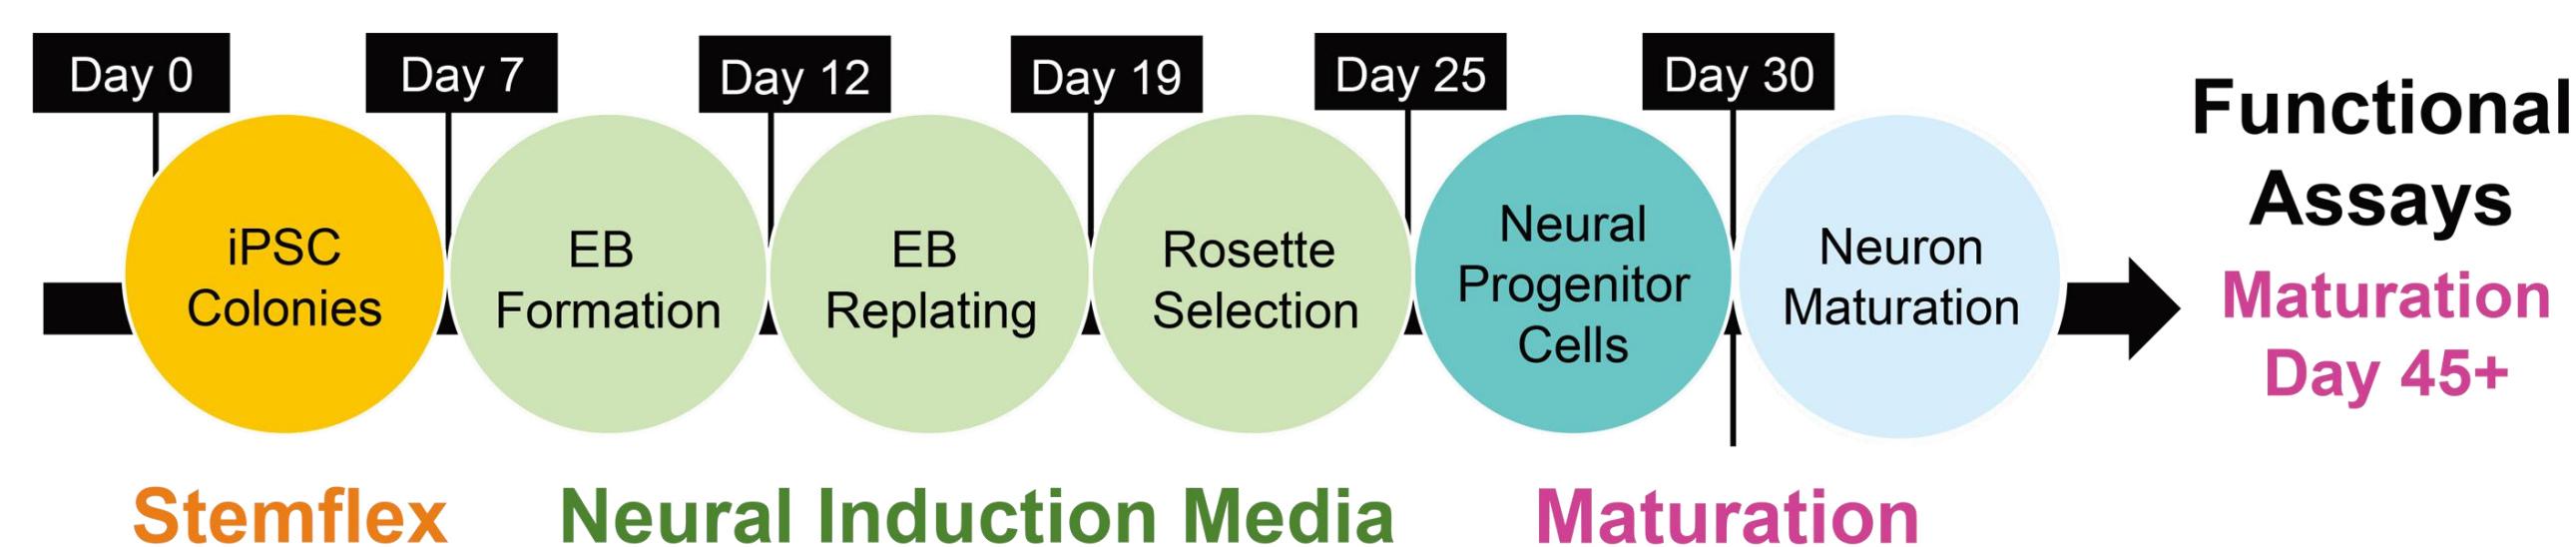 Day 0
Day 7
Day 12
Day 19
Day 25
Day 30
iPSC
Colonies
EB
Formation
EB
Replating
Rosette
Selection
Neural
Progenitor
Cells
Neuron
Maturation
Functional
Assays
Maturation
Day 45+
Stemflex
Neural Induction Media
Maturation